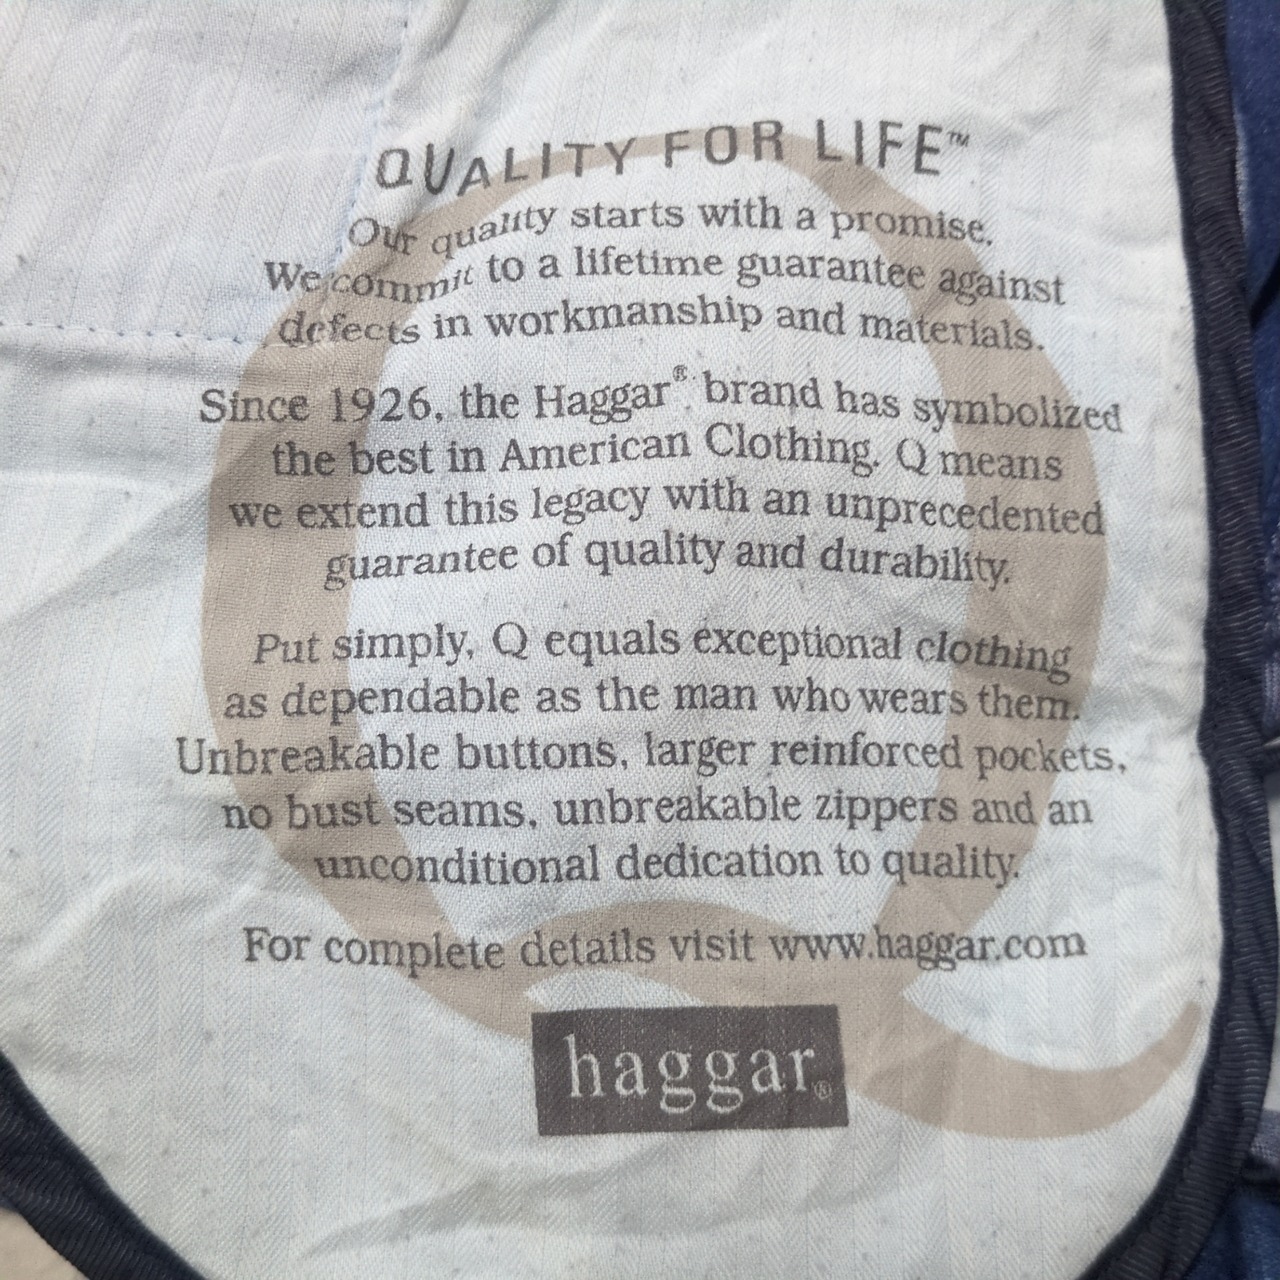 QUALITY FOR LIFE™
Our quality starts with a promise.
We commit to a lifetime guarantee against
defects in workmanship and materials.
Since 1926, the Haggar® brand has symbolized
the best in American Clothing. Q means
we extend this legacy with an unprecedented
guarantee of quality and durability.
Put simply, Q equals exceptional clothing
as dependable as the man who wears them.
Unbreakable buttons, larger reinforced pockets,
no bust seams, unbreakable zippers and an
unconditional dedication to quality.
For complete details visit www.haggar.com
haggar®